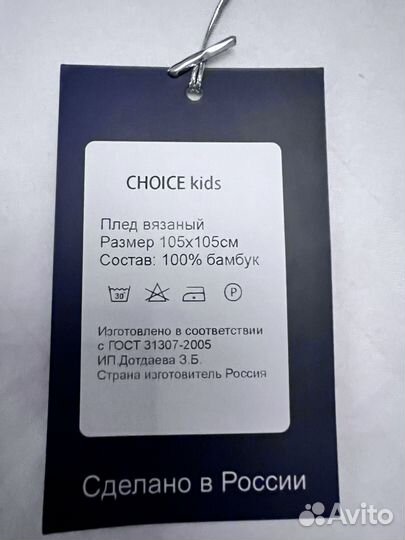 CHOICE kids
Плед вязаный
Размер 105х105см
Состав: 100% бамбук
30 P
Изготовлено в соответствии
с ГОСТ 31307-2005
ИП Дотдаева З.Б.
Страна изготовитель Россия
Сделано в России
Avito